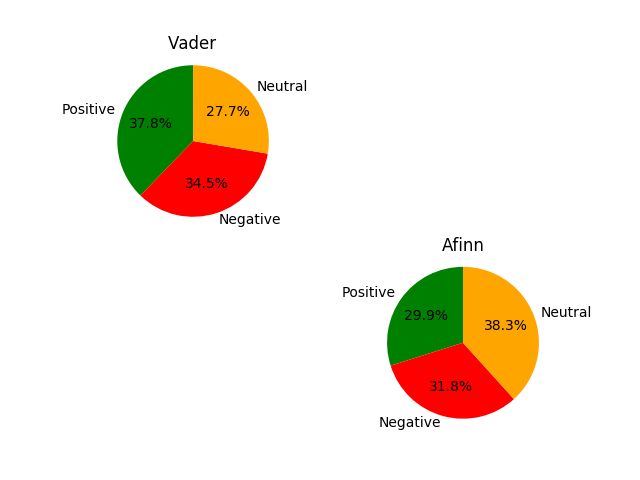 Vader
Neutral
Positive
27.7%
37.8%
34.5%
Negative
Afinn
Positive
Neutral
29.9%
38.3%
31.8%
Negative